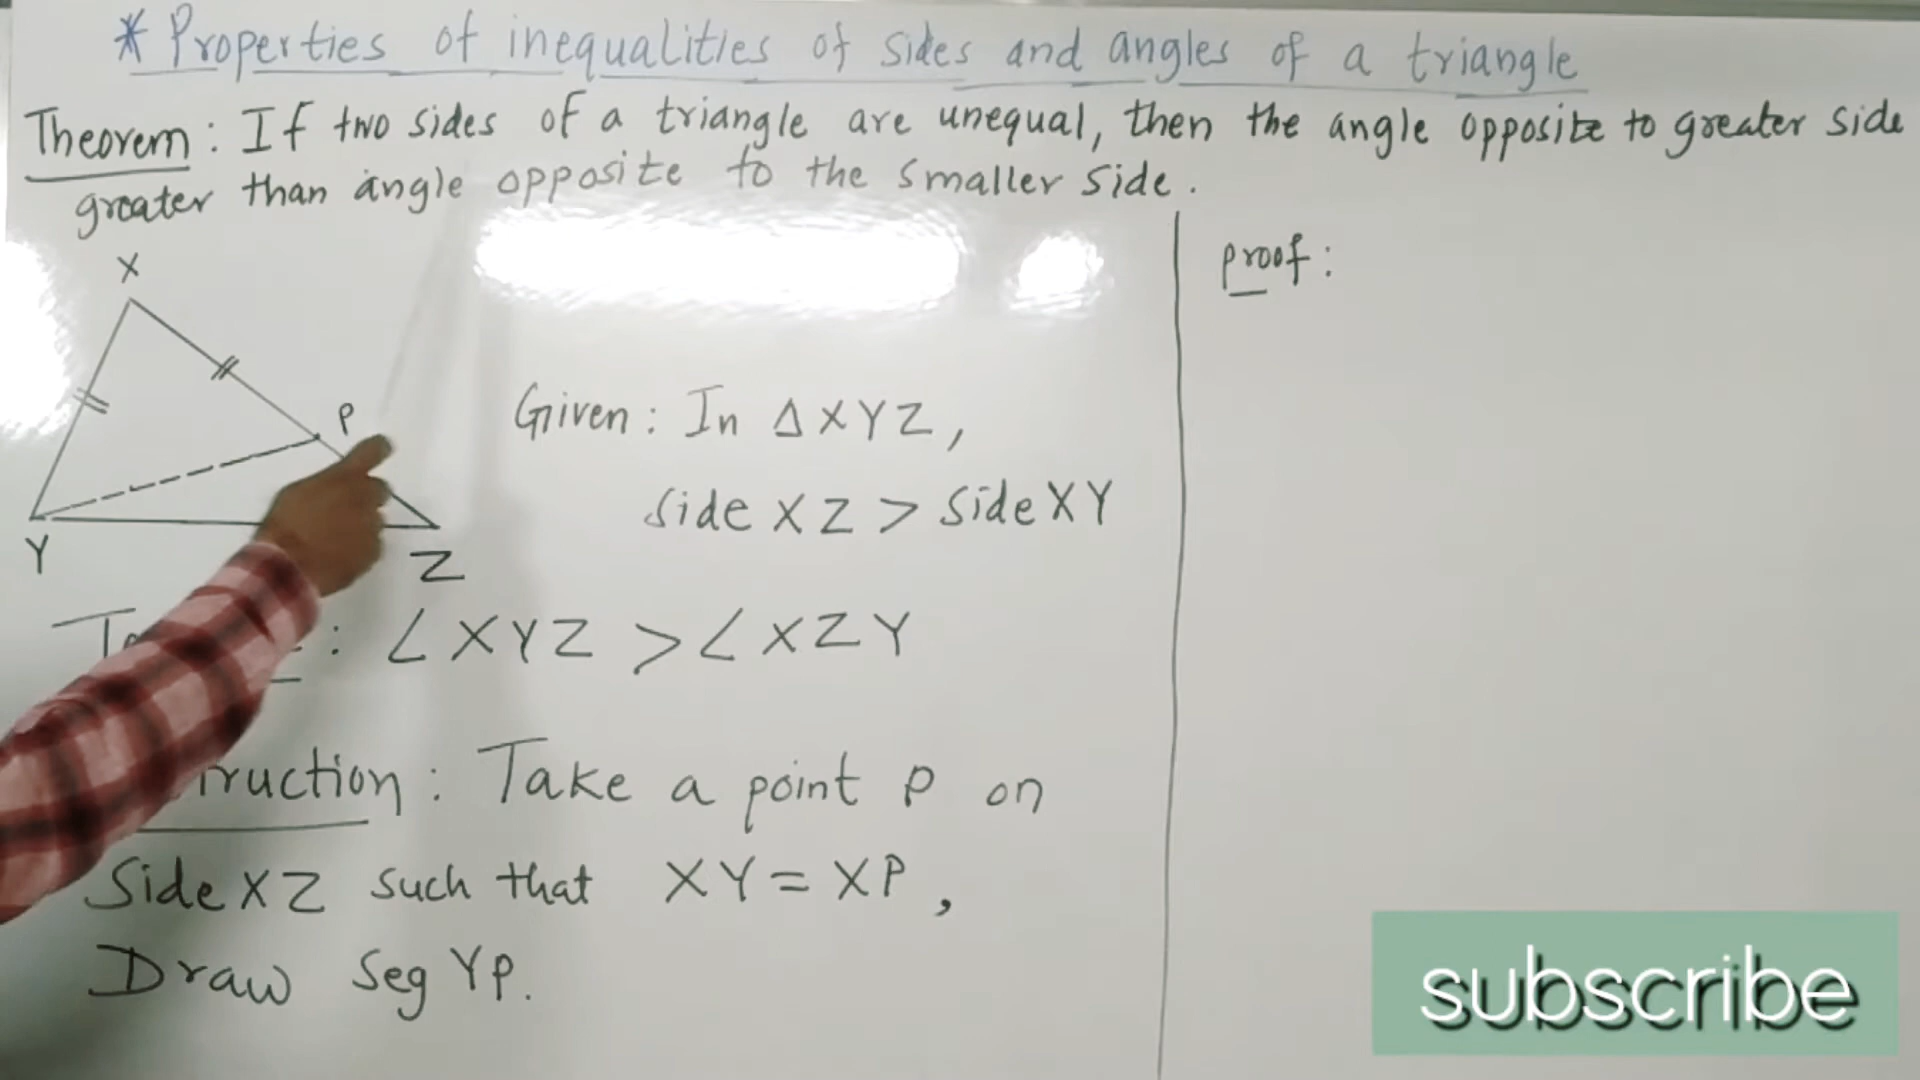 * Properties of inequalities of sides and angles of a triangle
Theorem : If two sides of a triangle are unequal, then the angle opposite to greater side
greater than angle opposite to the smaller side.
proof :
X
P
Y
Z
Given : In Δ XYZ,
side XZ > side XY
: ∠XYZ > ∠XZY
ruction : Take a point P on
Side XZ such that XY = XP,
Draw seg YP.
subscribe